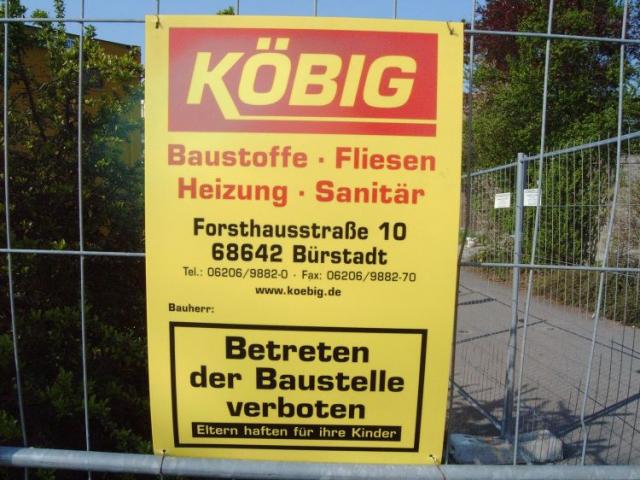 KÖBIG
Baustoffe · Fliesen
Heizung · Sanitär
Forsthausstraße 10
68642 Bürstadt
Tel.: 06206/9882-0 · Fax: 06206/9882-70
www.koebig.de
Bauherr:
Betreten
der Baustelle
verboten
Eltern haften für ihre Kinder